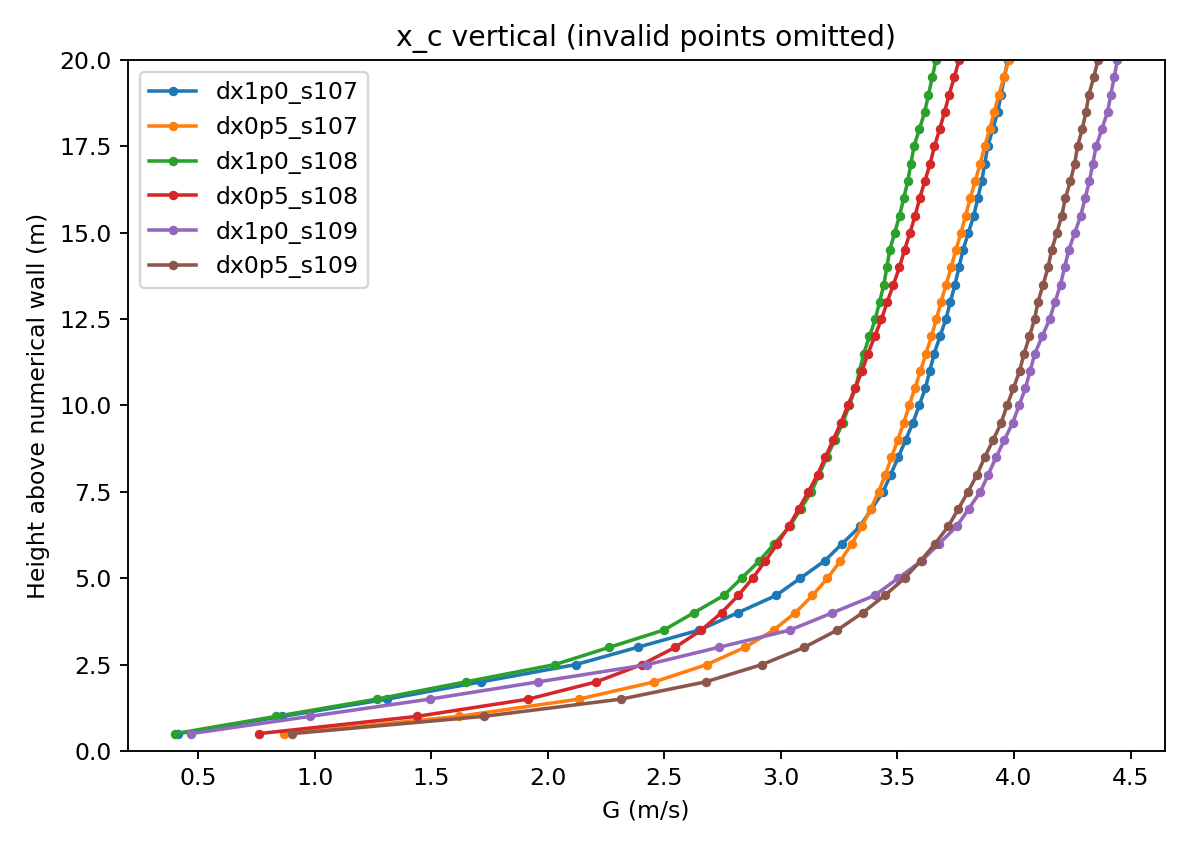 x_c vertical (invalid points omitted)
20.0
17.5
15.0
12.5
10.0
7.5
5.0
2.5
0.0
Height above numerical wall (m)
dx1p0_s107
dx0p5_s107
dx1p0_s108
dx0p5_s108
dx1p0_s109
dx0p5_s109
0.5 1.0 1.5 2.0 2.5 3.0 3.5 4.0 4.5
G (m/s)